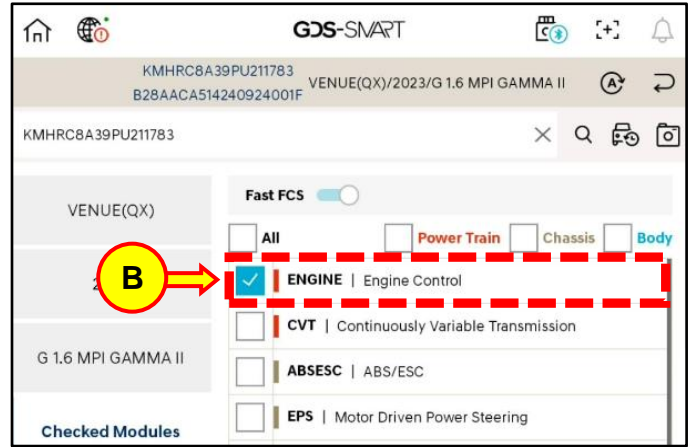 GDS-SMART
KMHRC8A39PU211783
B28AACA514240924001F
VENUE(QX)/2023/G 1.6 MPI GAMMA II
KMHRC8A39PU211783
VENUE(QX)
2
G 1.6 MPI GAMMA II
Checked Modules
Fast FCS
All Power Train Chassis Body
B
ENGINE | Engine Control
CVT | Continuously Variable Transmission
ABSESC | ABS/ESC
EPS | Motor Driven Power Steering